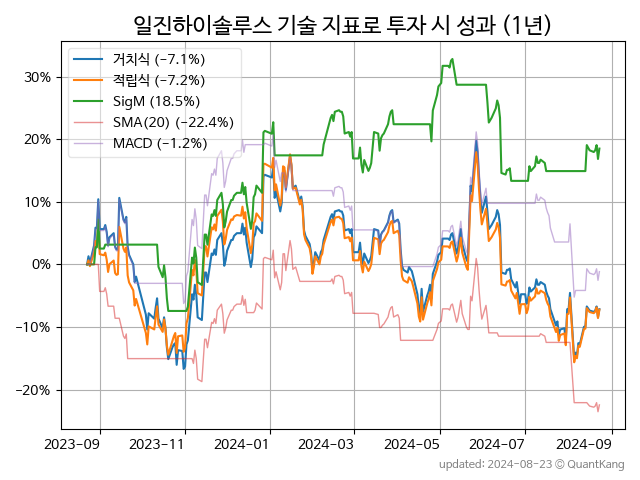 일진하이솔루스 기술 지표로 투자 시 성과 (1년)
거치식 (−7.1%)
적립식 (−7.2%)
SigM (18.5%)
SMA(20) (−22.4%)
MACD (−1.2%)
30%
20%
10%
0%
−10%
−20%
2023-09
2023-11
2024-01
2024-03
2024-05
2024-07
2024-09
updated: 2024-08-23 © QuantKang